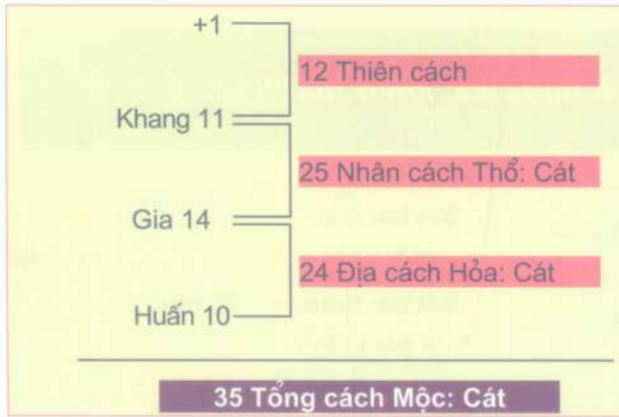 +1
12 Thiên cách
Khang 11
25 Nhân cách Thổ: Cát
Gia 14
24 Địa cách Hỏa: Cát
Huấn 10
35 Tổng cách Mộc: Cát